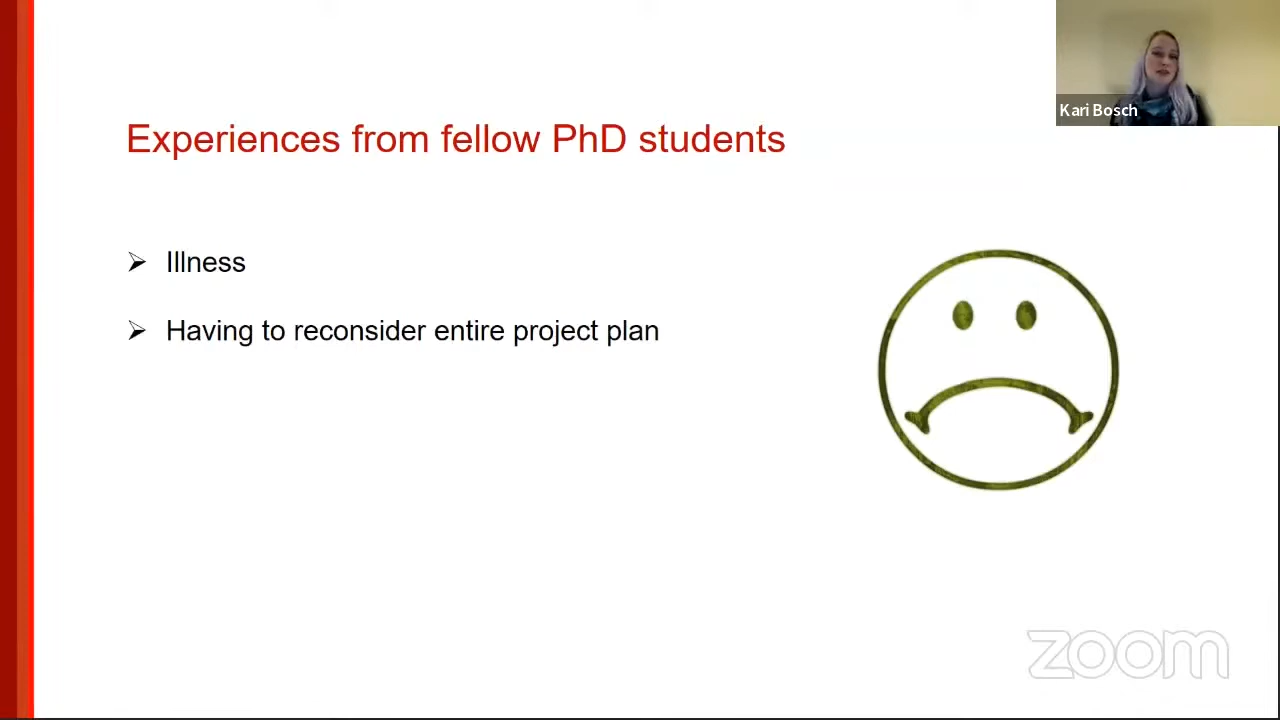 Kari Bosch
Experiences from fellow PhD students
Illness
Having to reconsider entire project plan
zoom